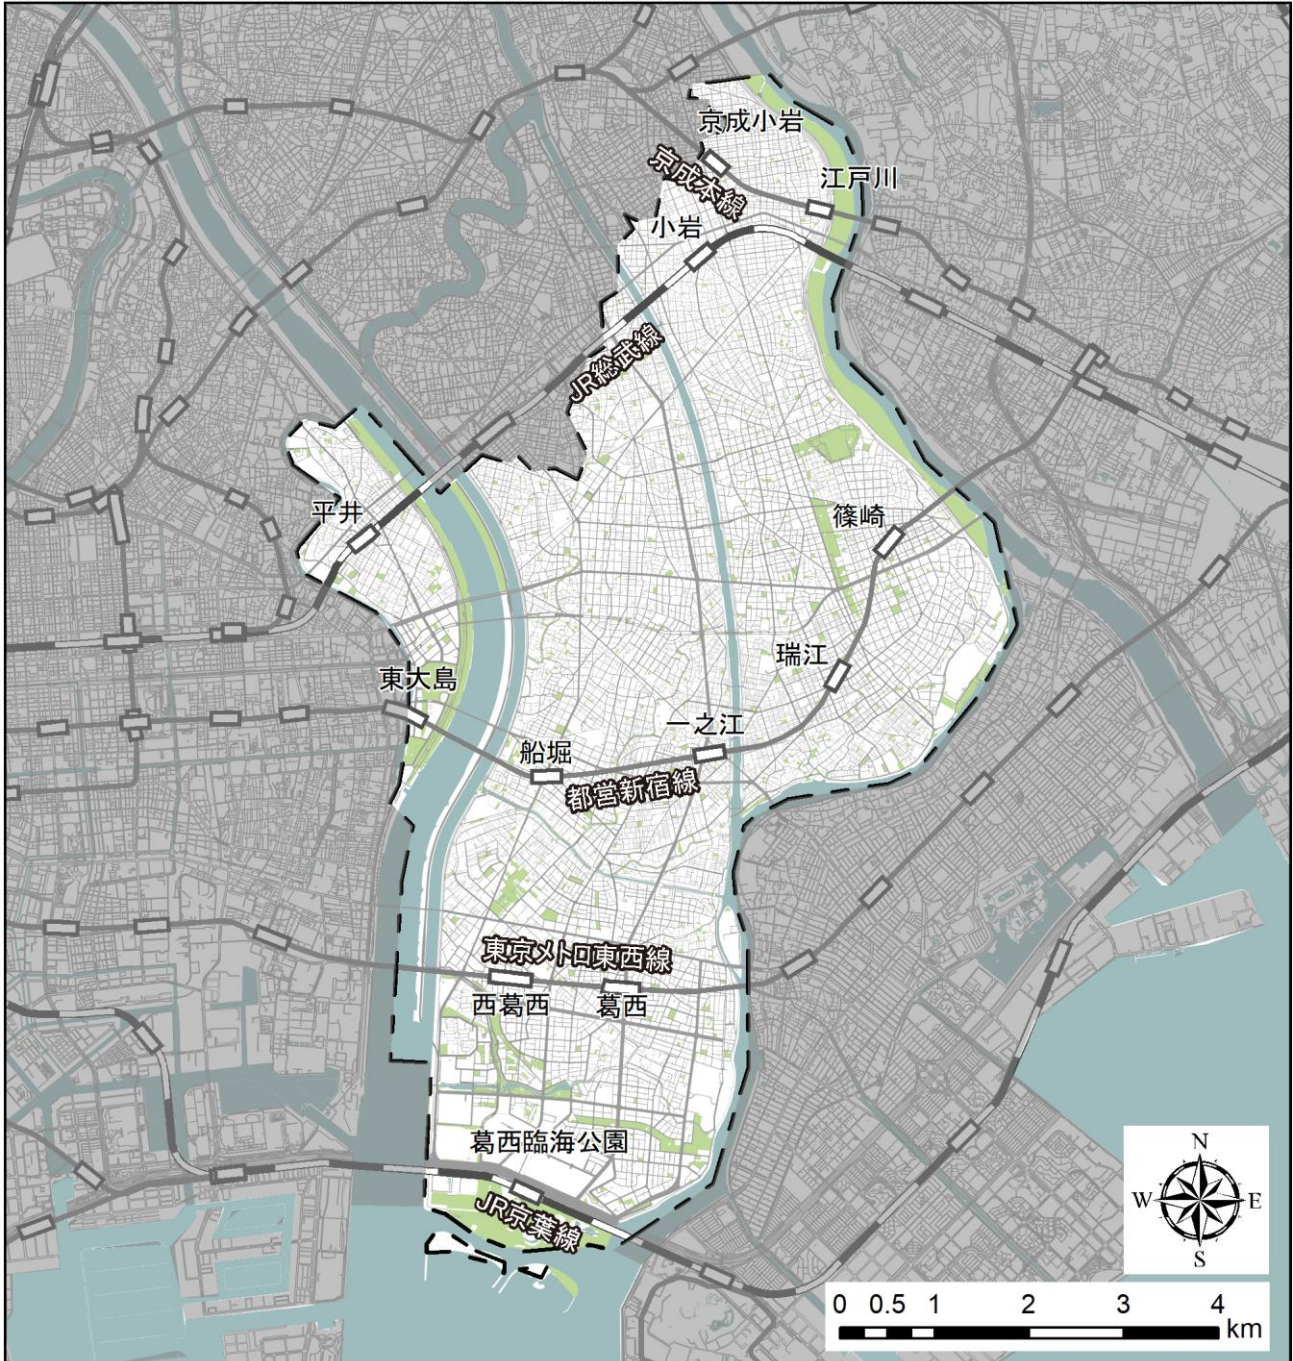 京成小岩
京成本線
江戸川
小岩
JR総武線
平井
篠崎
瑞江
東大島
一之江
船堀
都営新宿線
東京メトロ東西線
西葛西
葛西
葛西臨海公園
JR京葉線
N
W
E
S
0 0.5 1 2 3 4
km